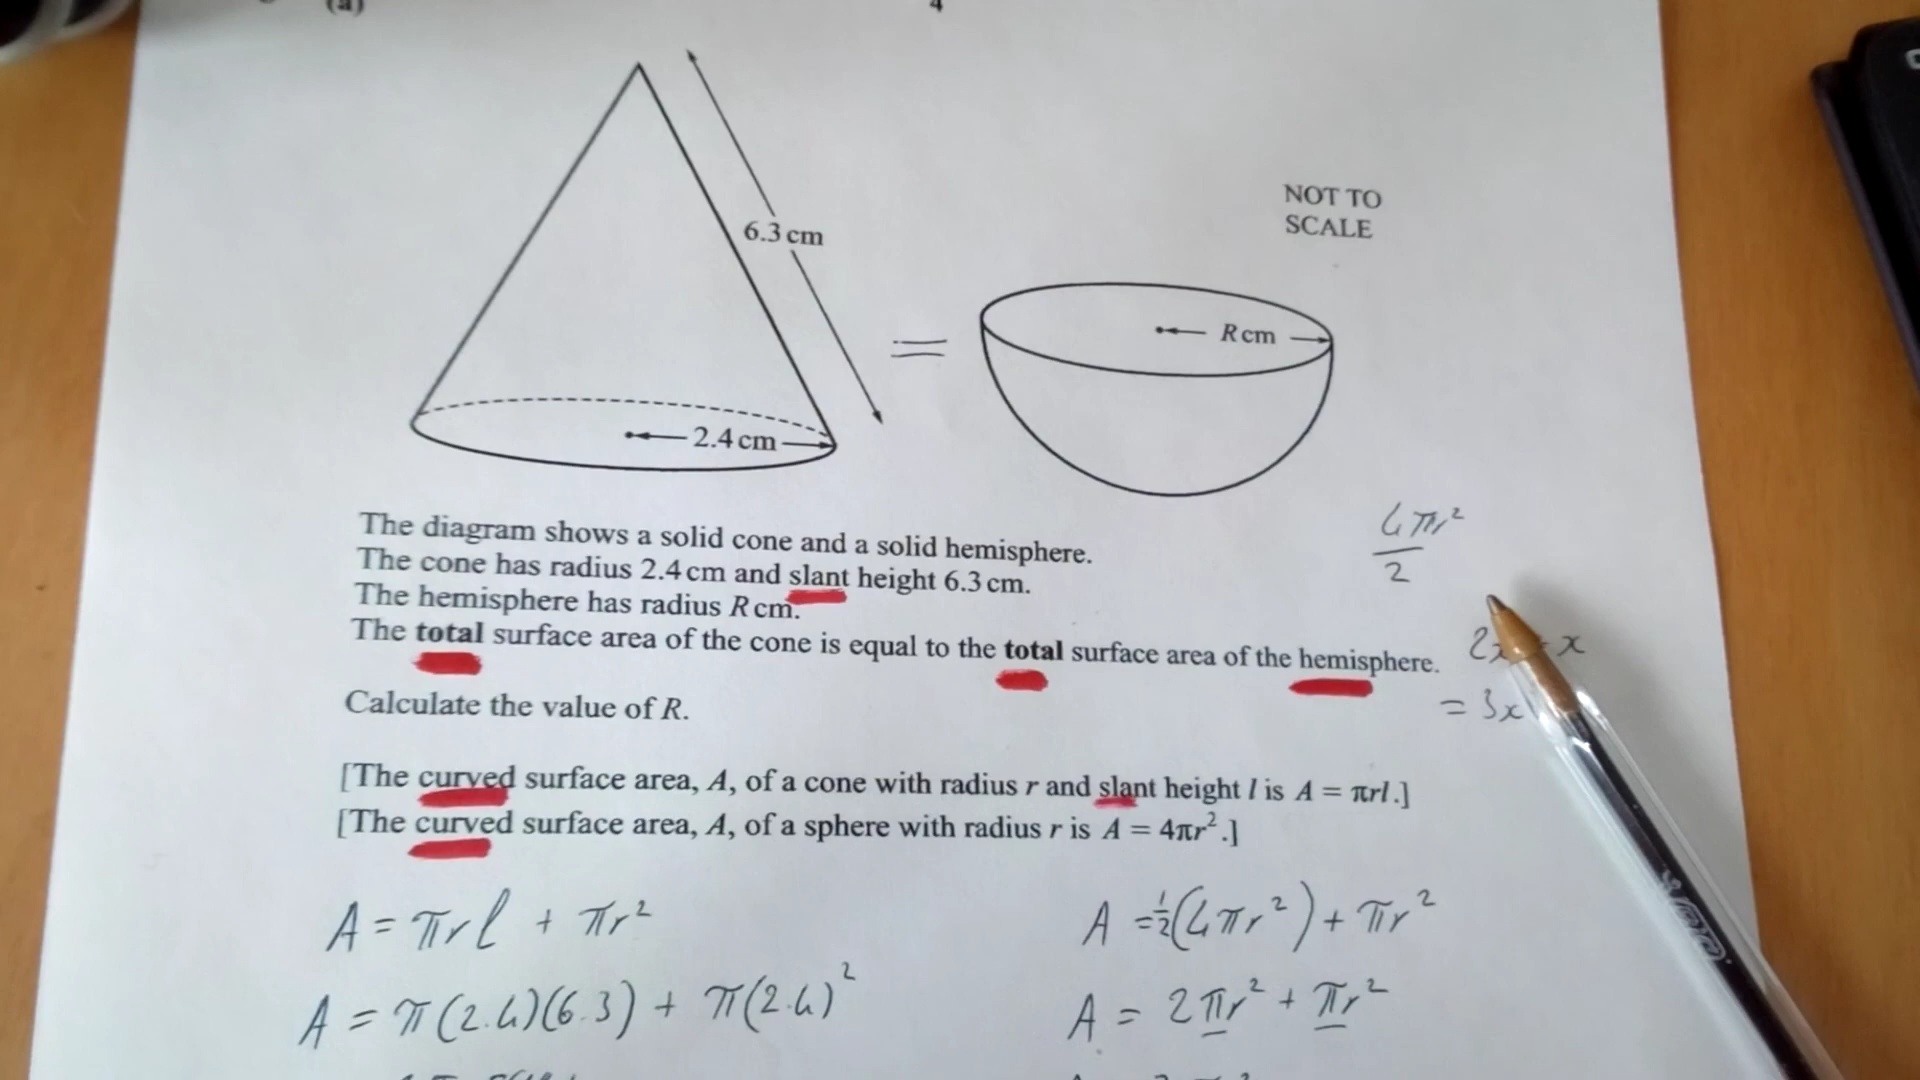 (a)
4
6.3 cm
NOT TO
SCALE
R cm
=
2.4 cm
The diagram shows a solid cone and a solid hemisphere.
The cone has radius 2.4 cm and slant height 6.3 cm.
The hemisphere has radius R cm.
The total surface area of the cone is equal to the total surface area of the hemisphere.
4πr²
2
2x + x
= 3x
Calculate the value of R.
[The curved surface area, A, of a cone with radius r and slant height l is A = πrl.]
[The curved surface area, A, of a sphere with radius r is A = 4πr².]
A = πrl + πr²
A = ½(4πr²) + πr²
A = π(2.4)(6.3) + π(2.4)²
A = 2πr² + πr²